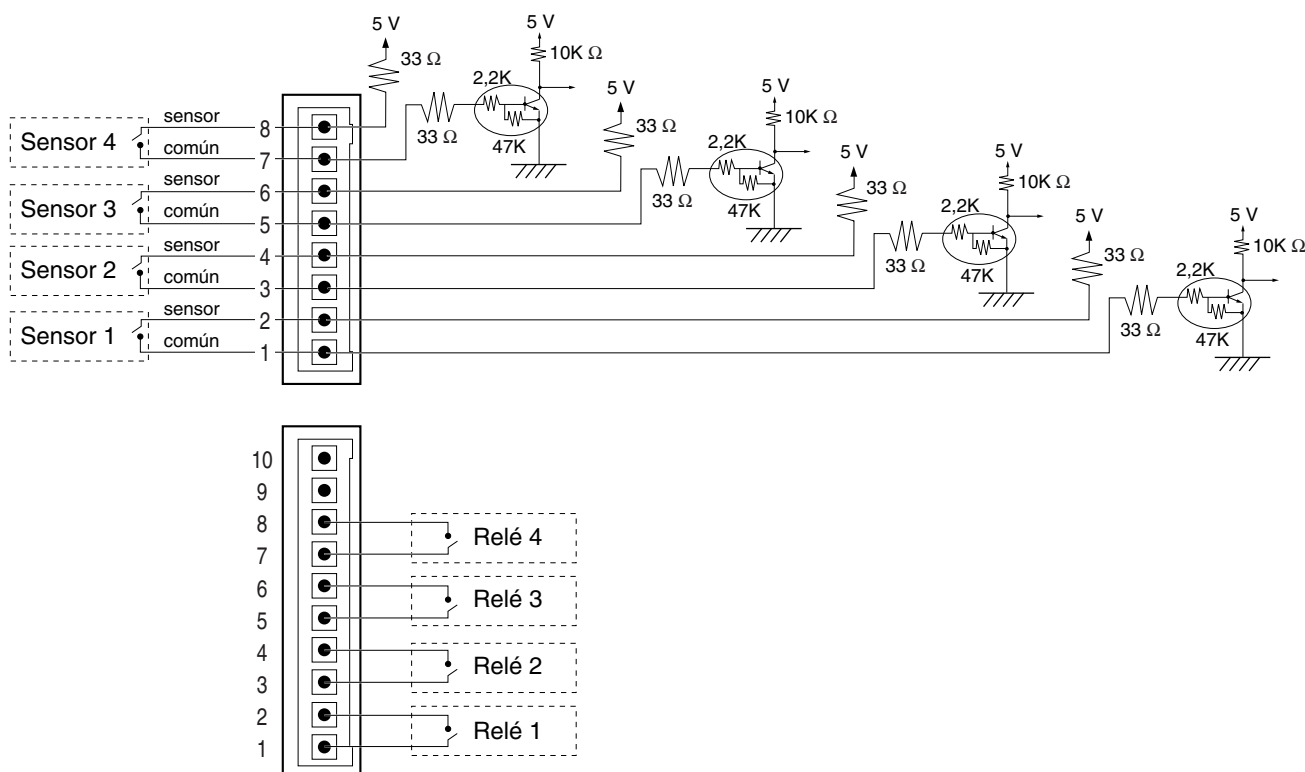 5 V
33 Ω
5 V
10K Ω
2,2K
33 Ω
47K
5 V
33 Ω
5 V
10K Ω
2,2K
33 Ω
47K
5 V
33 Ω
5 V
10K Ω
2,2K
33 Ω
47K
5 V
33 Ω
5 V
10K Ω
2,2K
33 Ω
47K
Sensor 4
sensor 8
común 7
Sensor 3
sensor 6
común 5
Sensor 2
sensor 4
común 3
Sensor 1
sensor 2
común 1
10
9
8
7
Relé 4
6
5
Relé 3
4
3
Relé 2
2
1
Relé 1